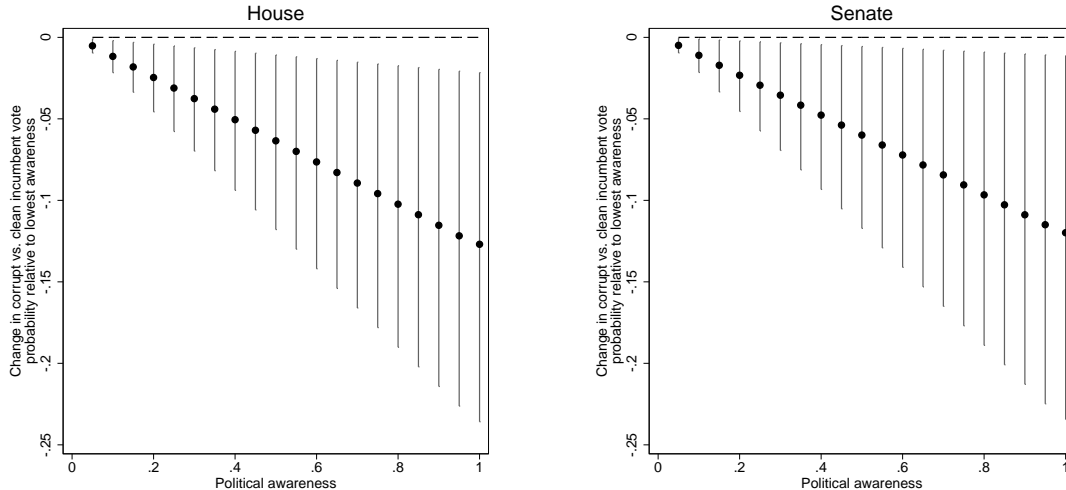 House
Change in corrupt vs. clean incumbent vote
probability relative to lowest awareness
0
-.05
-.1
-.15
-.2
-.25
0 .2 .4 .6 .8 1
Political awareness
Senate
Change in corrupt vs. clean incumbent vote
probability relative to lowest awareness
0
-.05
-.1
-.15
-.2
-.25
0 .2 .4 .6 .8 1
Political awareness